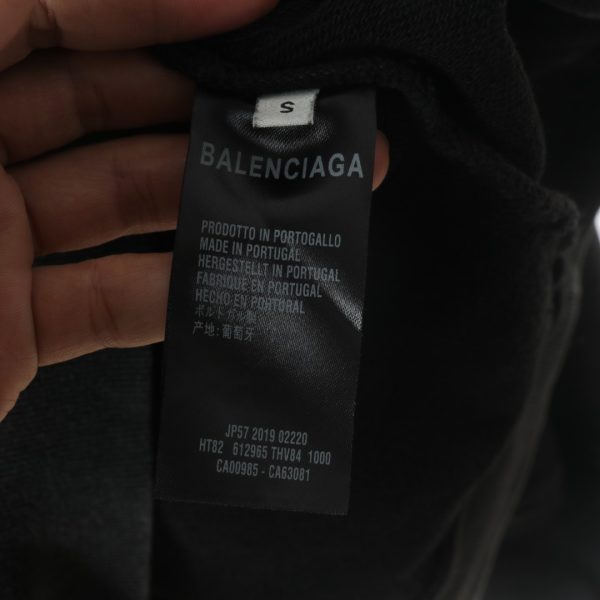 S
BALENCIAGA
PRODOTTO IN PORTOGALLO
MADE IN PORTUGAL
HERGESTELLT IN PORTUGAL
FABRIQUE EN PORTUGAL
HECHO EN PORTUGAL
ポルトガル製
产地: 葡萄牙
JP57 2019 02220
HT82 612965 THV84 1000
CA00985 - CA63081